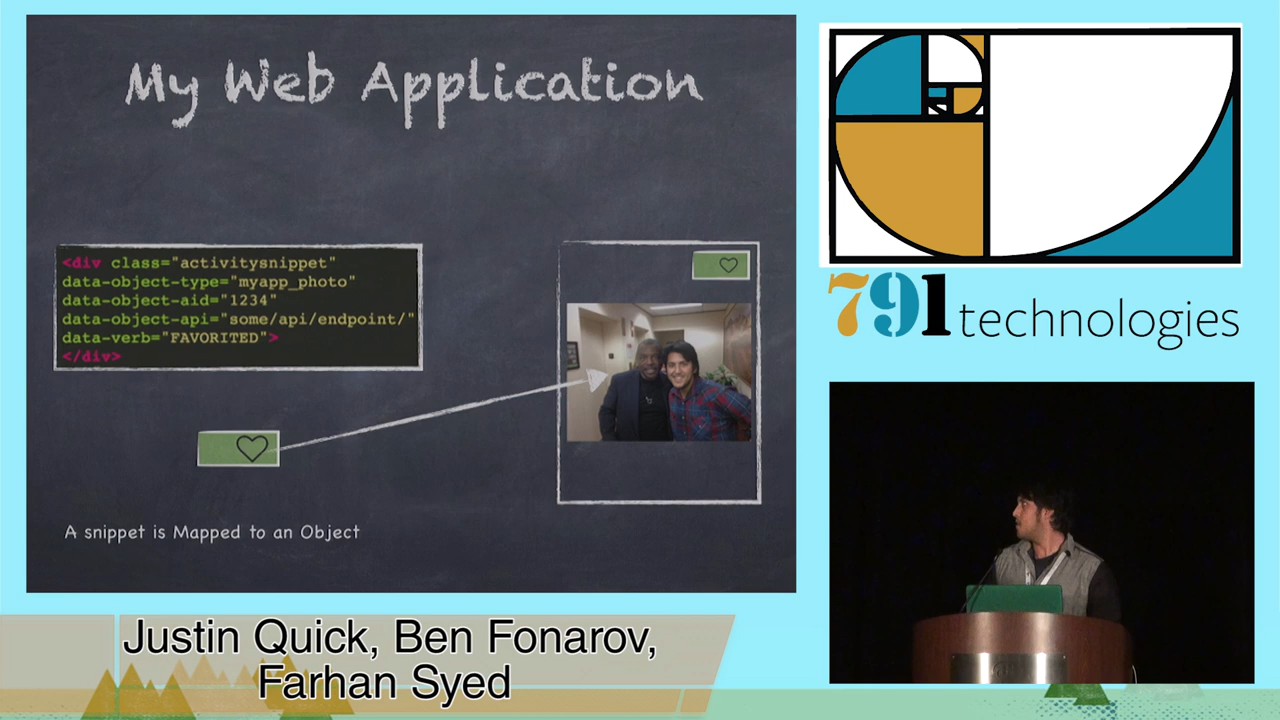 My Web Application
<div class="activitysnippet"
data-object-type="myapp_photo"
data-object-aid="1234"
data-object-api="some/api/endpoint/"
data-verb="FAVORITED">
</div>
A snippet is Mapped to an Object
791 technologies
Justin Quick, Ben Fonarov,
Farhan Syed